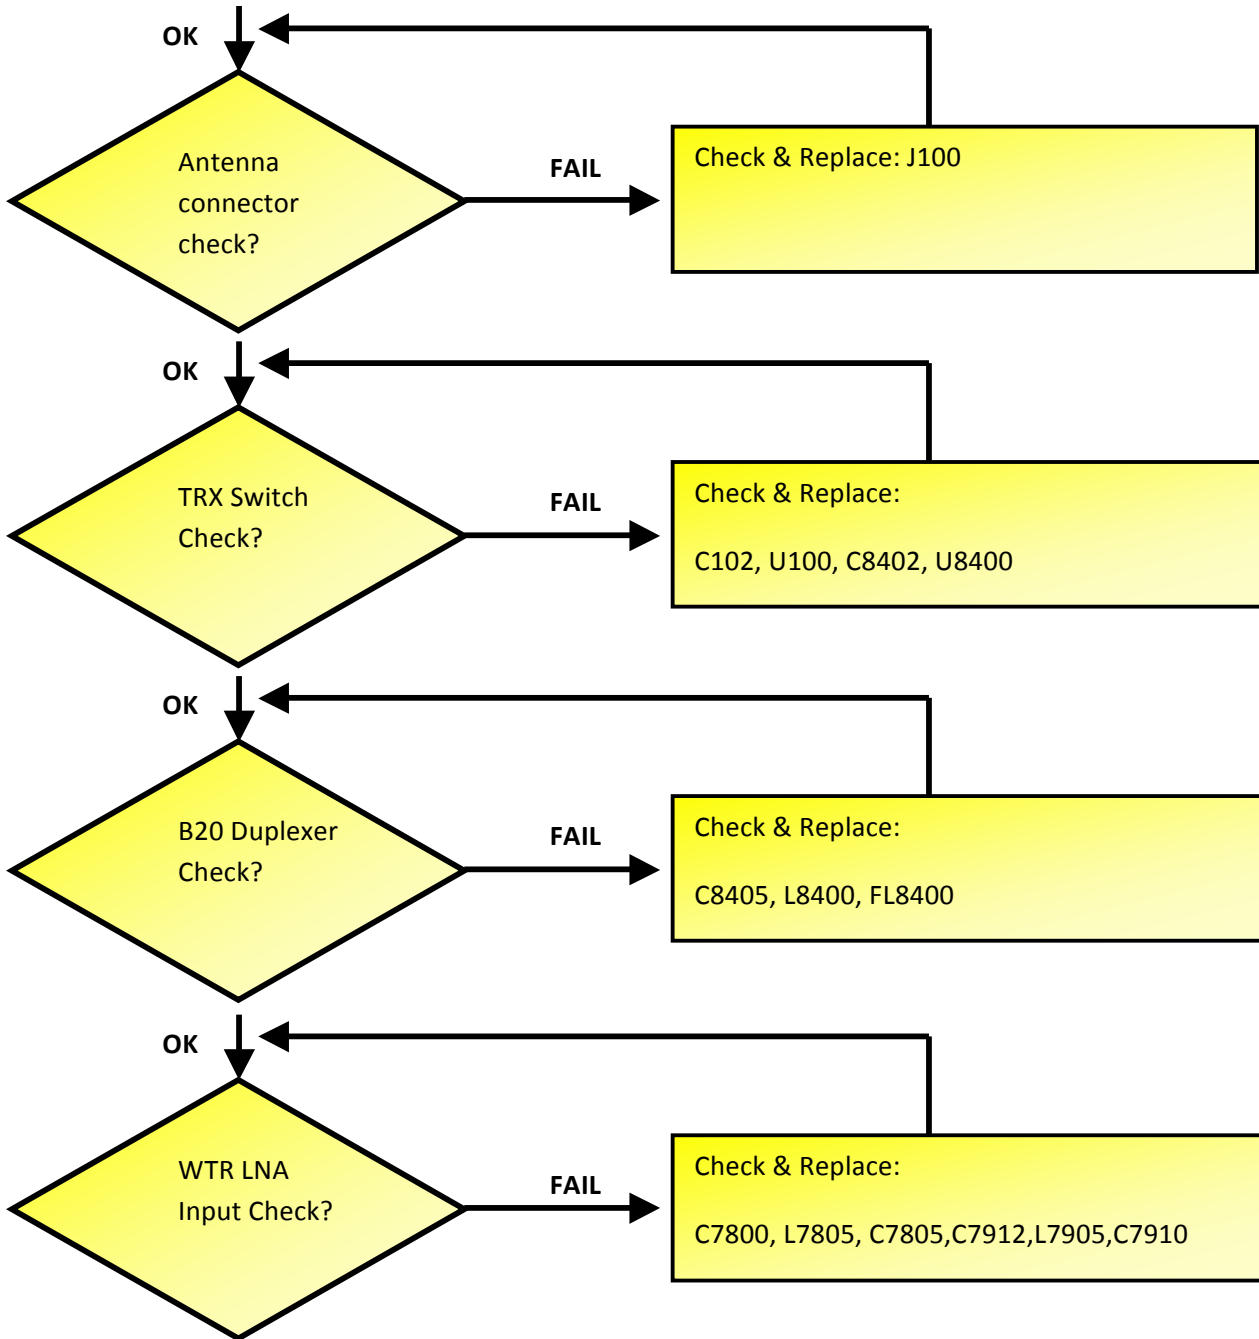 OK
Antenna
connector
check?
FAIL
Check & Replace: J100
OK
TRX Switch
Check?
FAIL
Check & Replace:
C102, U100, C8402, U8400
OK
B20 Duplexer
Check?
FAIL
Check & Replace:
C8405, L8400, FL8400
OK
WTR LNA
Input Check?
FAIL
Check & Replace:
C7800, L7805, C7805,C7912,L7905,C7910